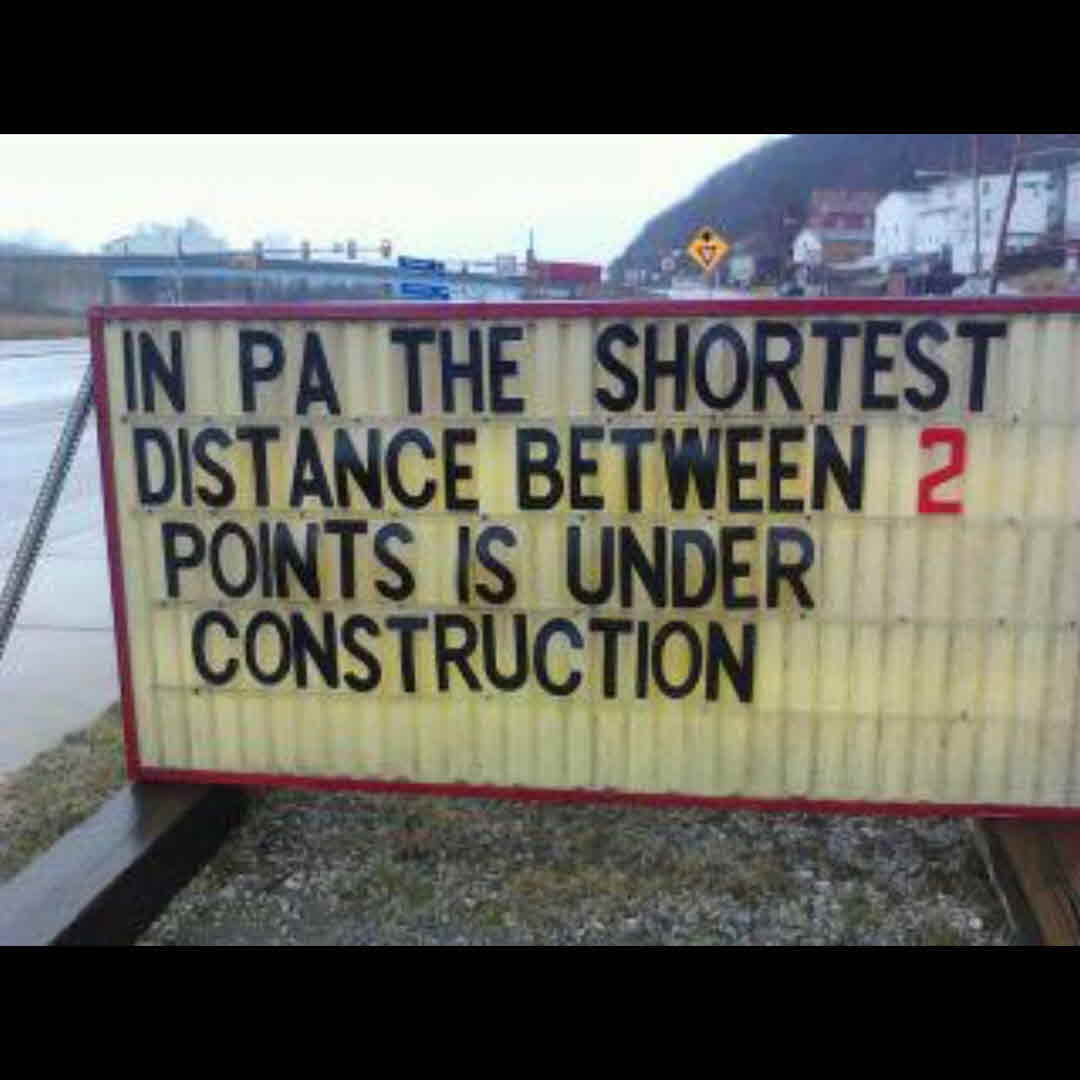 IN PA THE SHORTEST
DISTANCE BETWEEN 2
POINTS IS UNDER
CONSTRUCTION